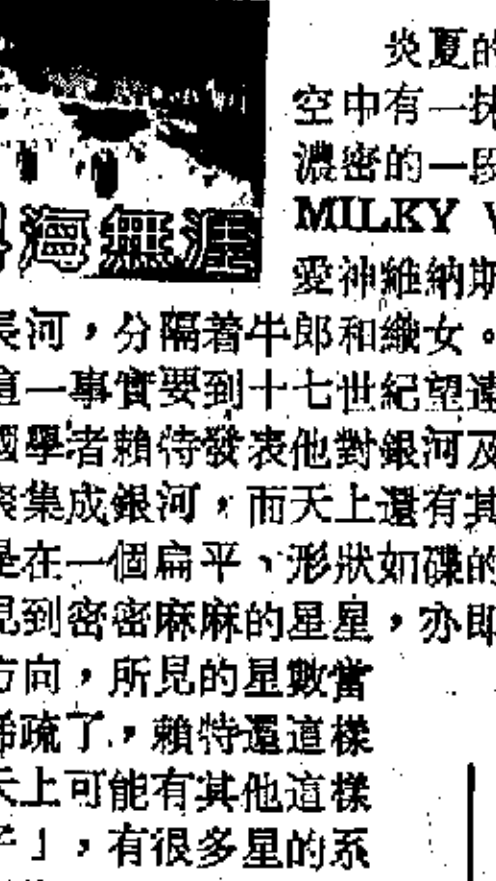 海無涯
炎夏的
空中有一抹
濃密的一段
MILKY
愛神維納斯
長河，分隔着牛郎和織女。
一事實要到十七世紀望遠
國學者賴特發表他對銀河及
集成銀河，而天上還有其
是在一個扁平、形狀如碟的
見到密密麻麻的星星，亦即
方向，所見的星數當
稀疏了，賴特還這樣
天上可能有其他這樣
」，有很多星的系